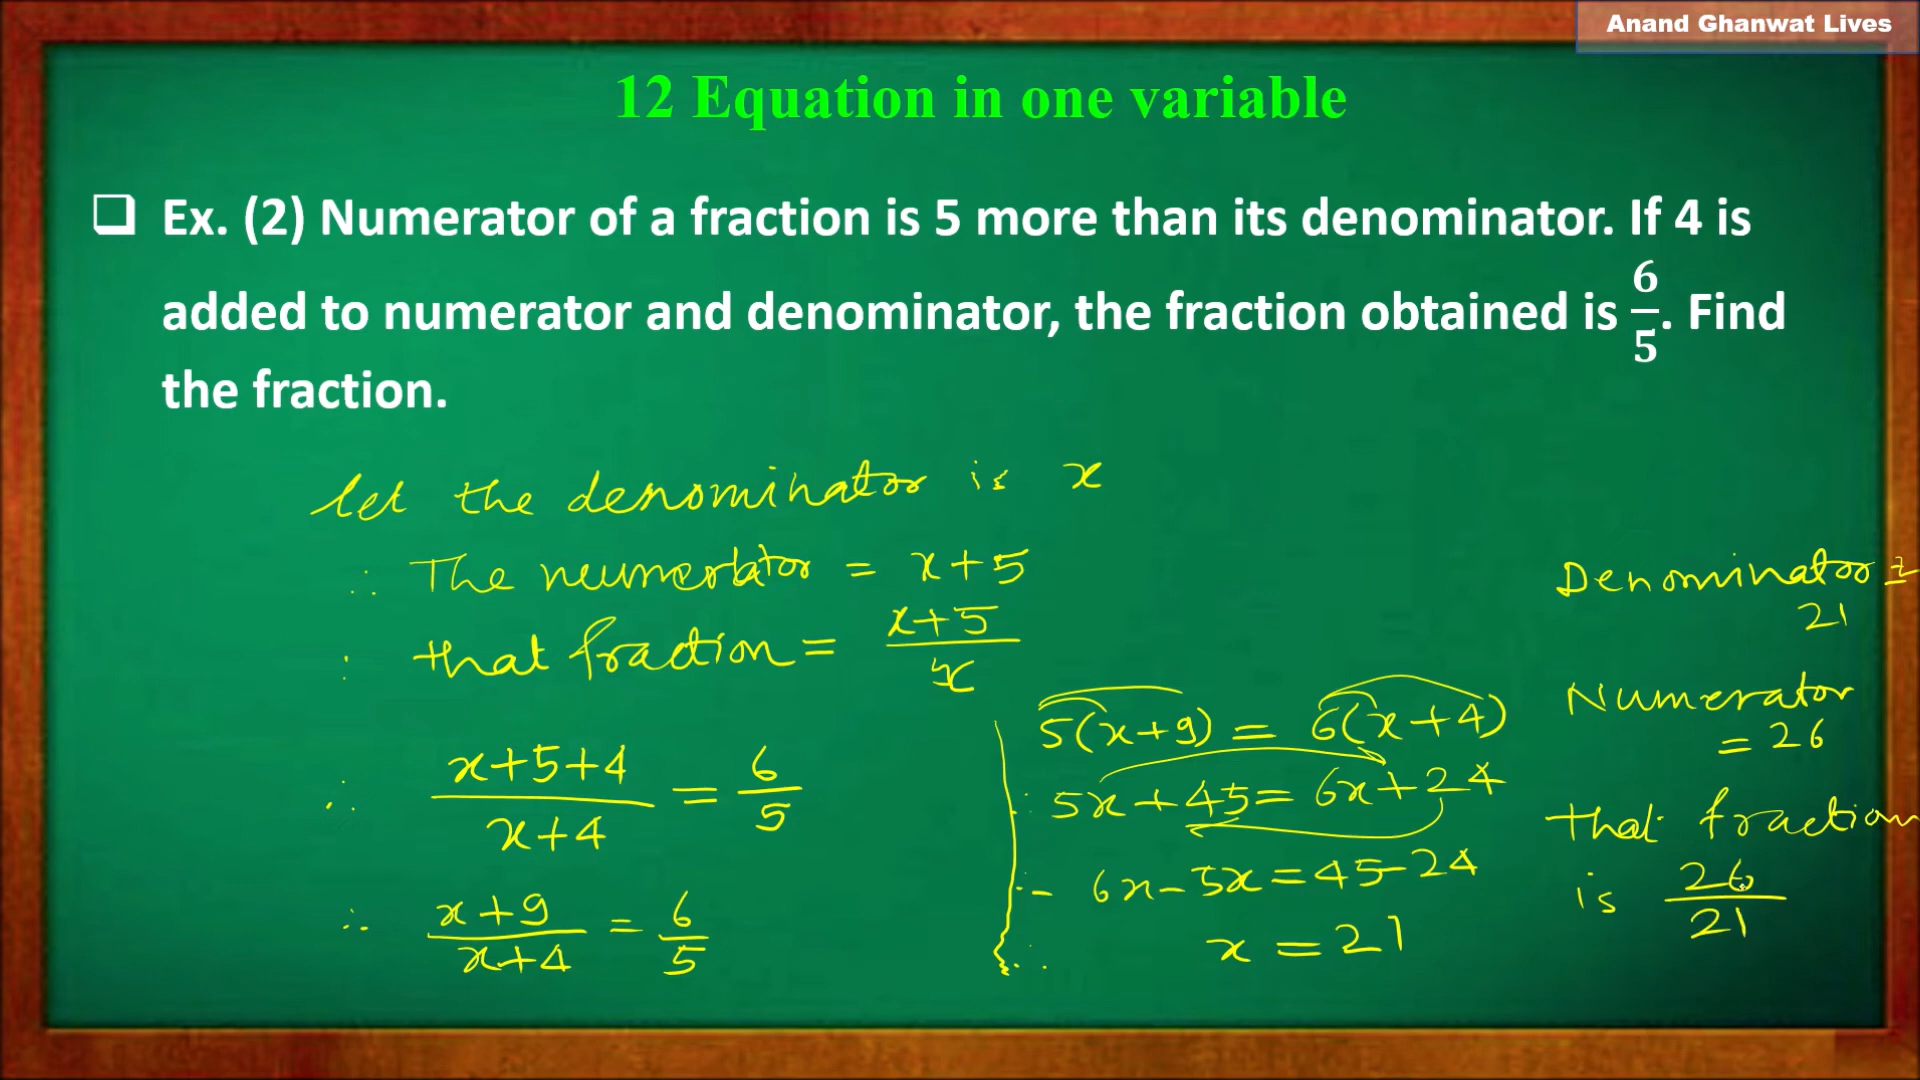 Anand Ghanwat Lives
12 Equation in one variable
❑ Ex. (2) Numerator of a fraction is 5 more than its denominator. If 4 is
added to numerator and denominator, the fraction obtained is 6/5. Find
the fraction.
let the denominator is x
∴ The numertator = x+5
: that fraction = (x+5)/x
∴ (x+5+4)/(x+4) = 6/5
∴ (x+9)/(x+4) = 6/5
5(x+9) = 6(x+4)
∴ 5x+45 = 6x+24
∴ 6x-5x = 45-24
∴ x = 21
Denominator =
21
Numerator
= 26
that fraction
is 26/21